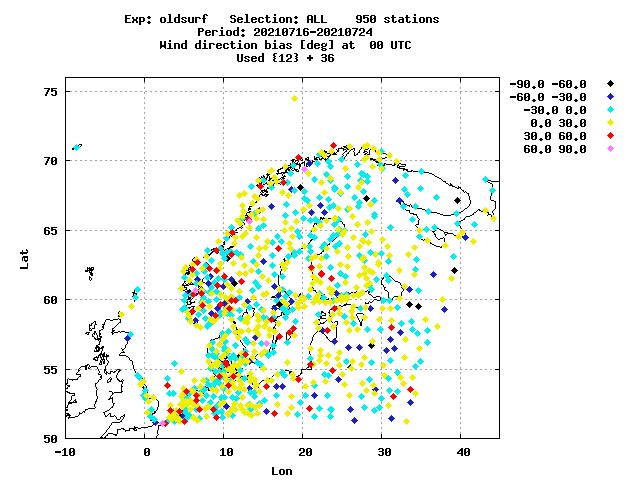 Exp: oldsurf   Selection: ALL    950 stations
Period: 20210716-20210724
Wind direction bias [deg] at  00 UTC
Used {12} + 36
-90.0 -60.0
-60.0 -30.0
-30.0 0.0
0.0 30.0
30.0 60.0
60.0 90.0
75
70
65
60
55
50
Lat
-10 0 10 20 30 40
Lon